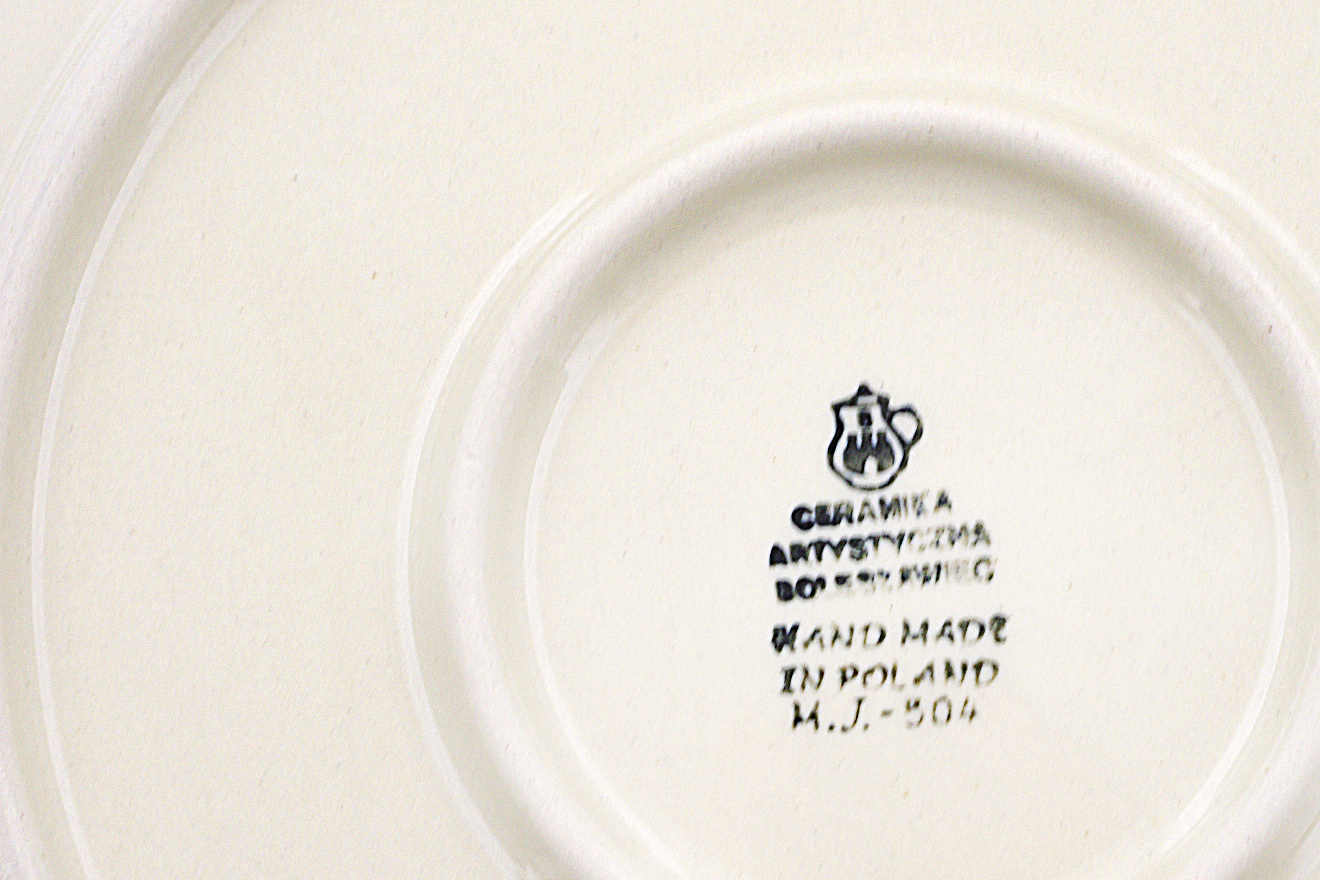 CERAMIKA
ARTYSTYCZNA
BOLESŁAWIEC
HAND MADE
IN POLAND
M.J.-504